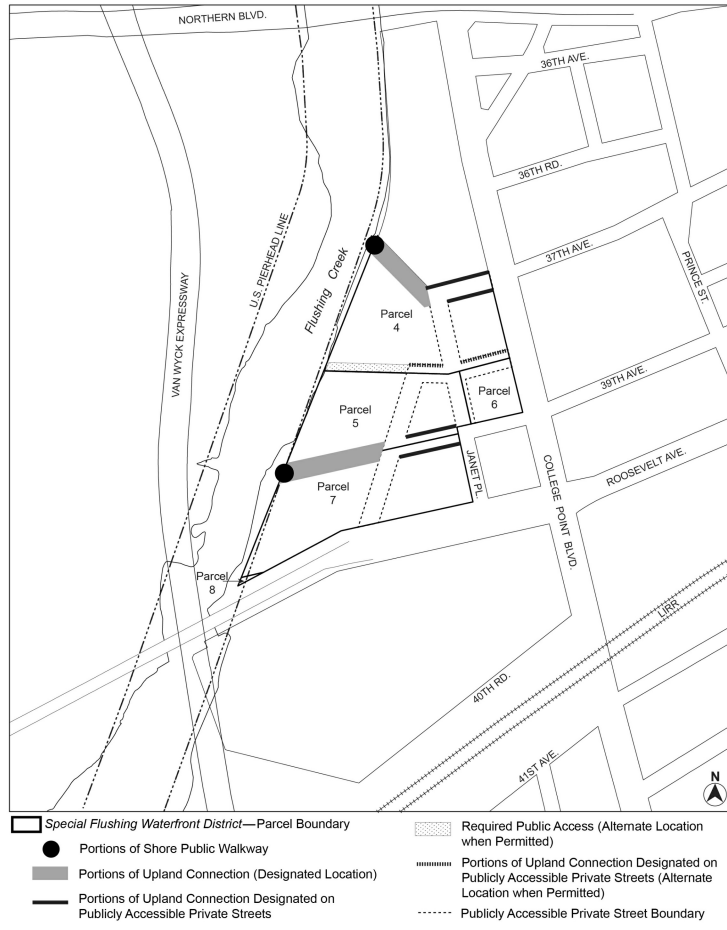 NORTHERN BLVD.
36TH AVE.
36TH RD.
37TH AVE.
PRINCE ST.
U.S. PIERHEAD LINE
Flushing Creek
VAN WYCK EXPRESSWAY
Parcel
4
39TH AVE.
Parcel
6
Parcel
5
ROOSEVELT AVE.
JANET PL.
COLLEGE POINT BLVD.
Parcel
7
Parcel
8
LIRR
40TH RD.
41ST AVE.
N
Special Flushing Waterfront District—Parcel Boundary
Portions of Shore Public Walkway
Portions of Upland Connection (Designated Location)
Portions of Upland Connection Designated on
Publicly Accessible Private Streets
Required Public Access (Alternate Location
when Permitted)
Portions of Upland Connection Designated on
Publicly Accessible Private Streets (Alternate
Location when Permitted)
Publicly Accessible Private Street Boundary